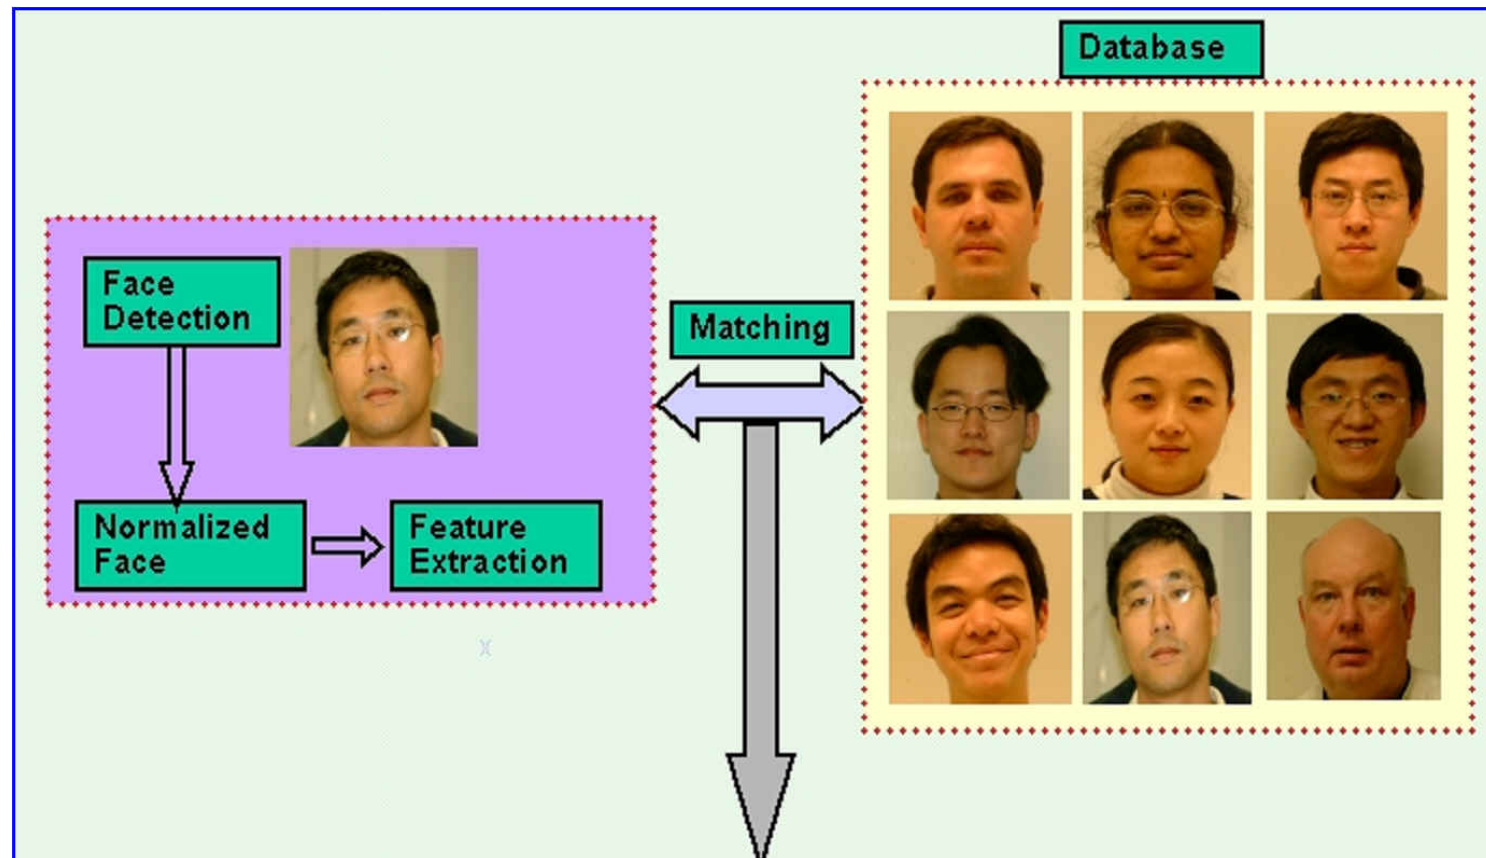 Database
Face
Detection
Matching
Normalized
Face
Feature
Extraction